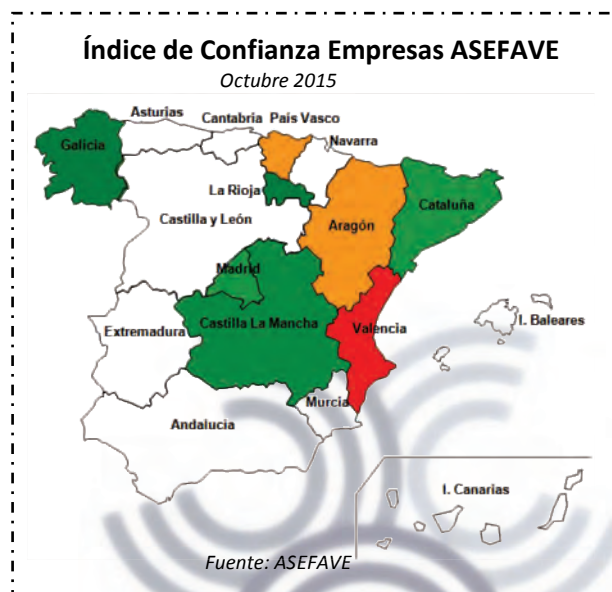 Índice de Confianza Empresas ASEFAVE
Octubre 2015
Asturias
Cantabria
País Vasco
Navarra
Galicia
La Rioja
Castilla y León
Aragón
Cataluña
Madrid
Castilla La Mancha
Valencia
I. Baleares
Extremadura
Murcia
Andalucia
I. Canarias
Fuente: ASEFAVE